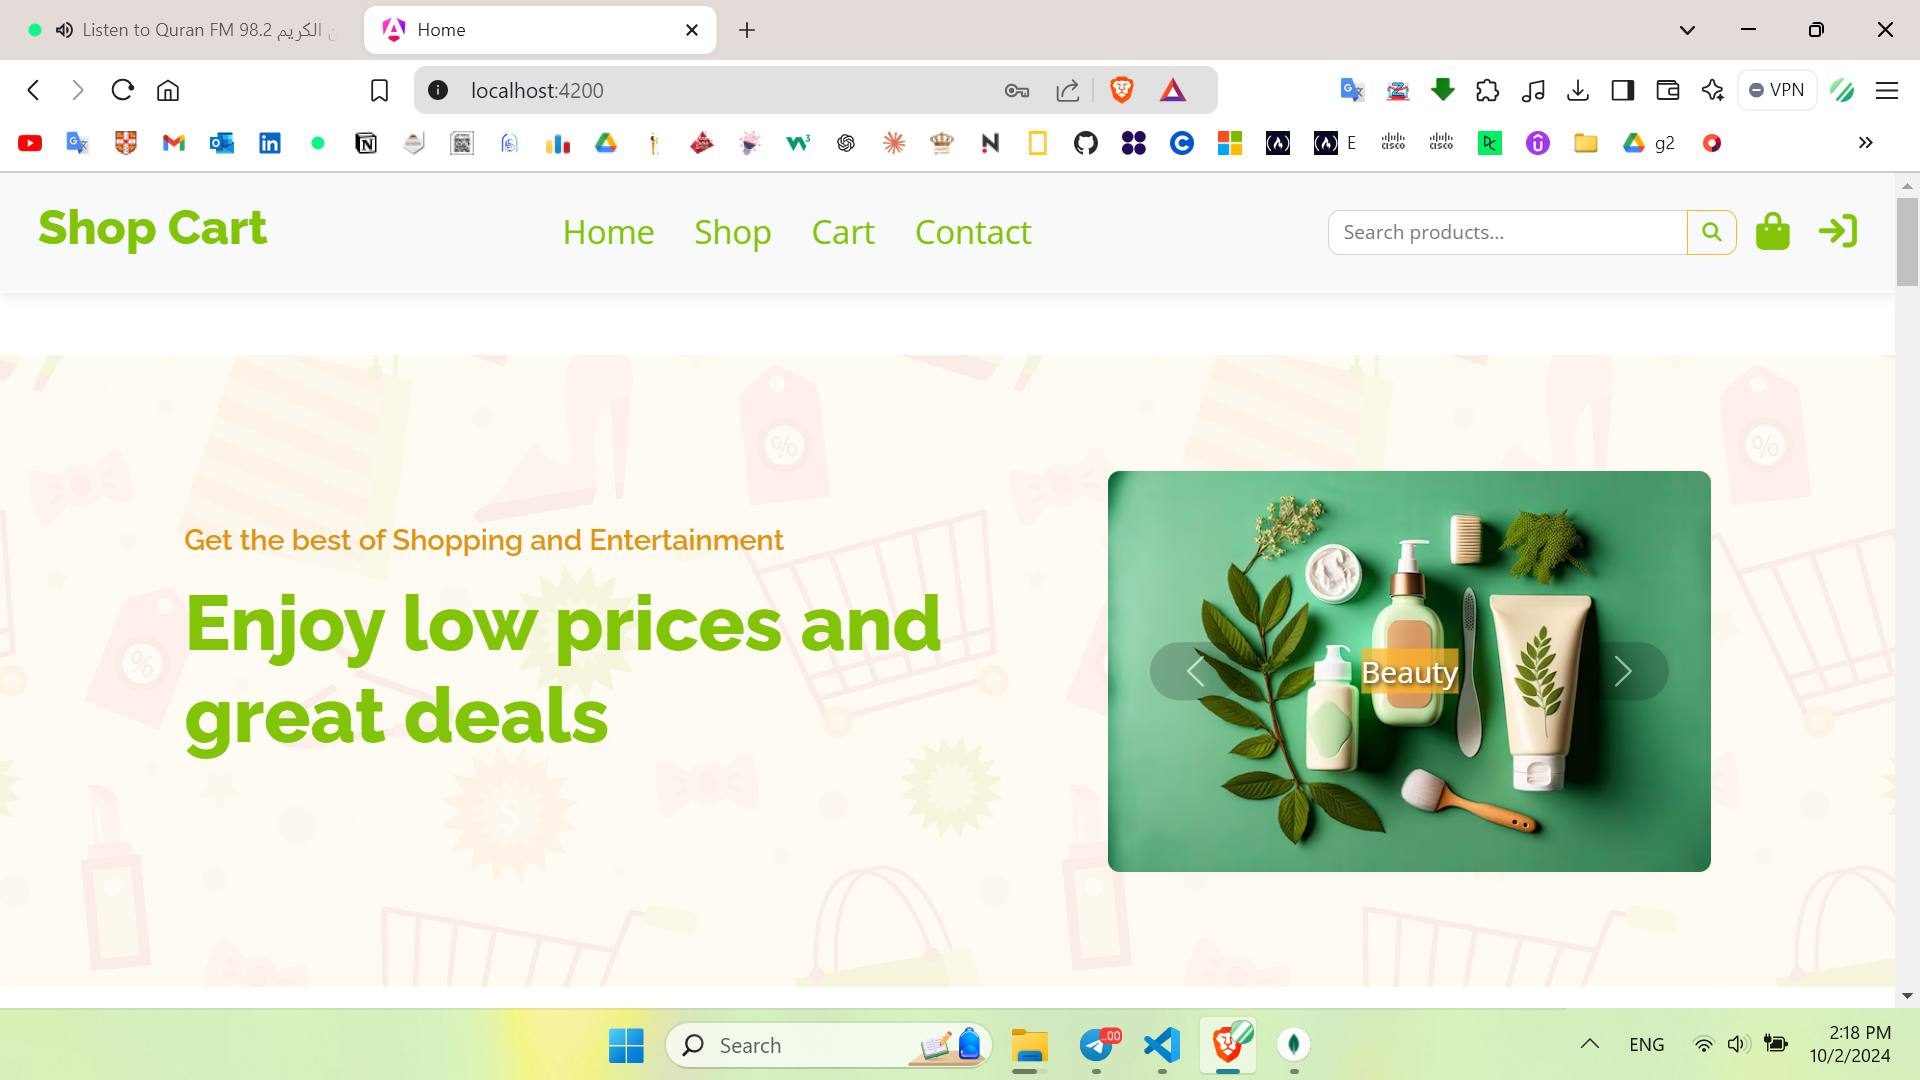 Listen to Quran FM 98.2 ن الكريم
Home
localhost:4200
VPN
E
g2
Shop Cart
Home
Shop
Cart
Contact
Search products...
Get the best of Shopping and Entertainment
Enjoy low prices and
great deals
Beauty
Search
..00
ENG
2:18 PM
10/2/2024